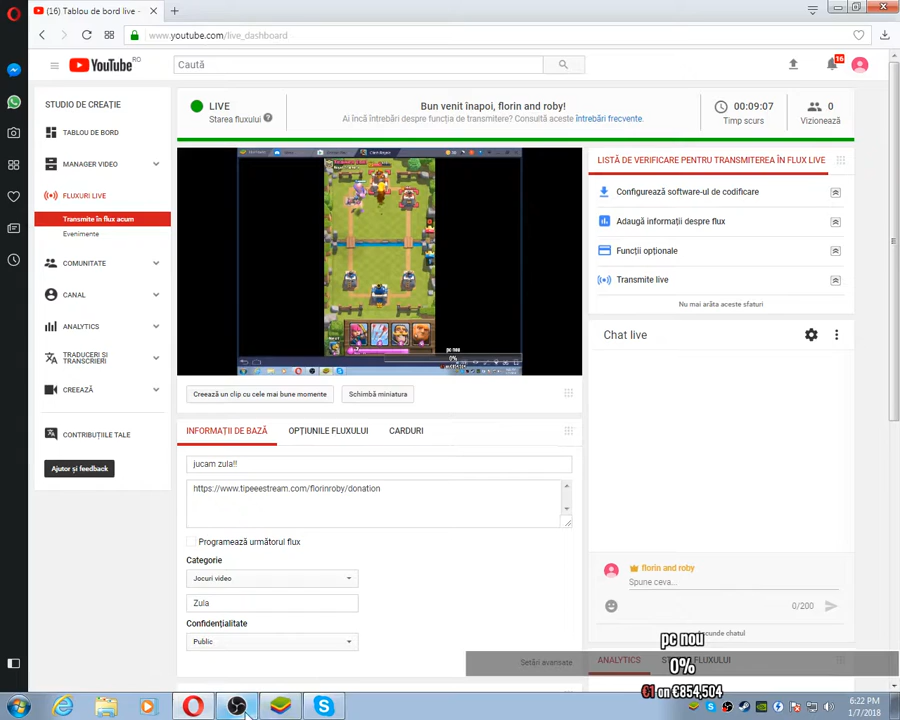 (16) Tablou de bord live -
www.youtube.com/live_dashboard
YouTube RO
Caută
16
STUDIO DE CREAȚIE
TABLOU DE BORD
MANAGER VIDEO
FLUXURI LIVE
Transmite în flux acum
Evenimente
COMUNITATE
CANAL
ANALYTICS
TRADUCERI ȘI
TRANSCRIERI
CREEAZĂ
CONTRIBUȚIILE TALE
Ajutor și feedback
LIVE
Starea fluxului
Bun venit înapoi, florin and roby!
Ai încă întrebări despre funcția de transmitere? Consultă aceste întrebări frecvente.
00:09:07
Timp scurs
0
Vizionează
pc nou
0%
Creează un clip cu cele mai bune momente
Schimbă miniatura
INFORMAȚII DE BAZĂ
OPȚIUNILE FLUXULUI
CARDURI
jucam zula!!
https://www.tipeeestream.com/florinroby/donation
Programează următorul flux
Categorie
Jocuri video
Zula
Confidențialitate
Public
Setări avansate
LISTĂ DE VERIFICARE PENTRU TRANSMITEREA ÎN FLUX LIVE
Configurează software-ul de codificare
Adaugă informații despre flux
Funcții opționale
Transmite live
Nu mai arăta aceste sfaturi
Chat live
florin and roby
Spune ceva...
0/200
chatul
pc nou
0%
€1 on €854,504
ANALYTICS
6:22 PM
1/7/2018